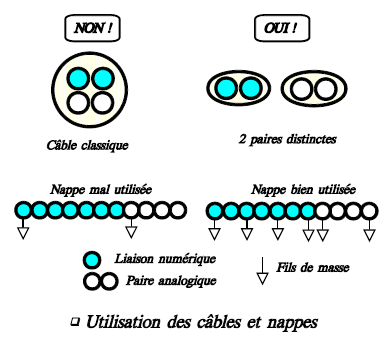 NON !
OUI !
Câble classique
2 paires distinctes
Nappe mal utilisée
Nappe bien utilisée
Liaison numérique
Paire analogique
Fils de masse
❑ Utilisation des câbles et nappes